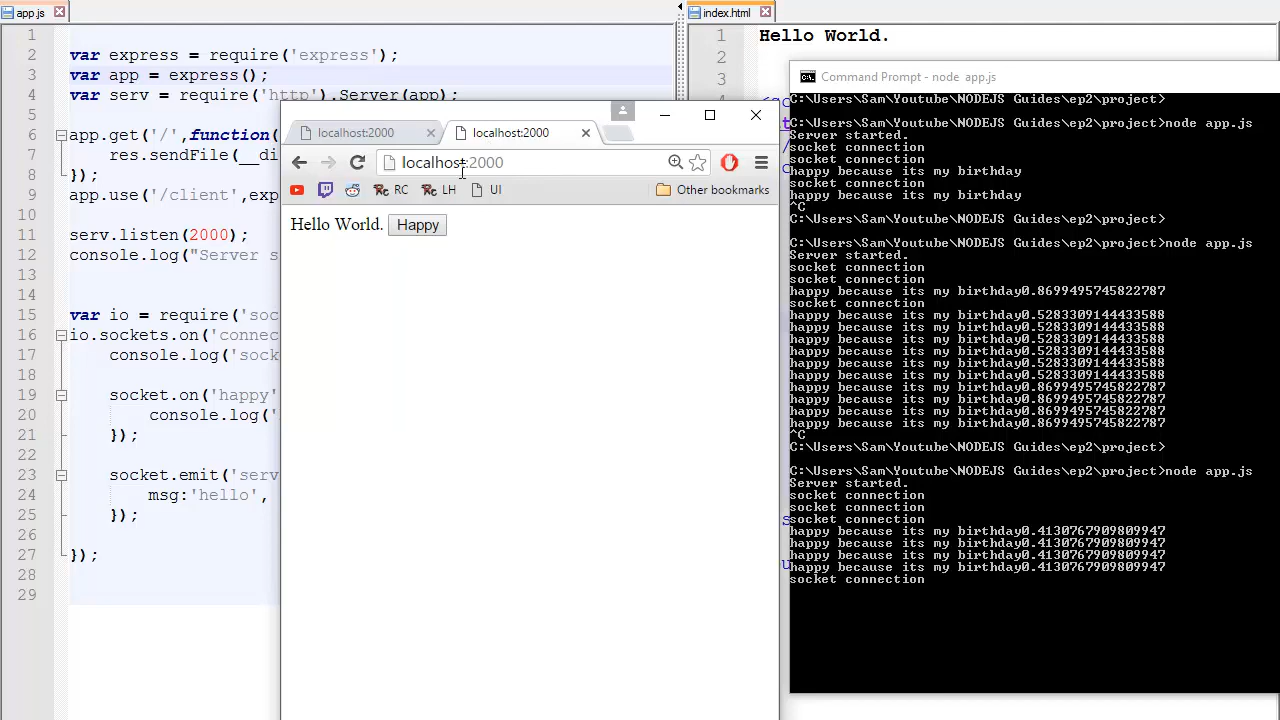 app.js
index.html
1
2 var express = require('express');
3 var app = express();
4 var serv = require('http').Server(app);
5
6 app.get('/',function(
7 res.sendFile(__di
8 });
9 app.use('/client',exp
10
11 serv.listen(2000);
12 console.log("Server s
13
14
15 var io = require('soc
16 io.sockets.on('connec
17 console.log('sock
18
19 socket.on('happy'
20 console.log('
21 });
22
23 socket.emit('serv
24 msg:'hello',
25 });
26
27 });
28
29
1 Hello World.
2
3
localhost:2000
localhost:2000
localhost:2000
RC
LH
UI
Other bookmarks
Hello World. Happy
Command Prompt - node app.js
C:\Users\Sam\Youtube\NODEJS Guides\ep2\project>
C:\Users\Sam\Youtube\NODEJS Guides\ep2\project>node app.js
Server started.
socket connection
socket connection
happy because its my birthday
socket connection
happy because its my birthday
^C
C:\Users\Sam\Youtube\NODEJS Guides\ep2\project>
C:\Users\Sam\Youtube\NODEJS Guides\ep2\project>node app.js
Server started.
socket connection
socket connection
happy because its my birthday0.8699495745822787
socket connection
happy because its my birthday0.5283309144433588
happy because its my birthday0.5283309144433588
happy because its my birthday0.5283309144433588
happy because its my birthday0.5283309144433588
happy because its my birthday0.5283309144433588
happy because its my birthday0.5283309144433588
happy because its my birthday0.8699495745822787
happy because its my birthday0.8699495745822787
happy because its my birthday0.8699495745822787
happy because its my birthday0.8699495745822787
^C
C:\Users\Sam\Youtube\NODEJS Guides\ep2\project>
C:\Users\Sam\Youtube\NODEJS Guides\ep2\project>node app.js
Server started.
socket connection
socket connection
socket connection
happy because its my birthday0.4130767909809947
happy because its my birthday0.4130767909809947
happy because its my birthday0.4130767909809947
happy because its my birthday0.4130767909809947
socket connection